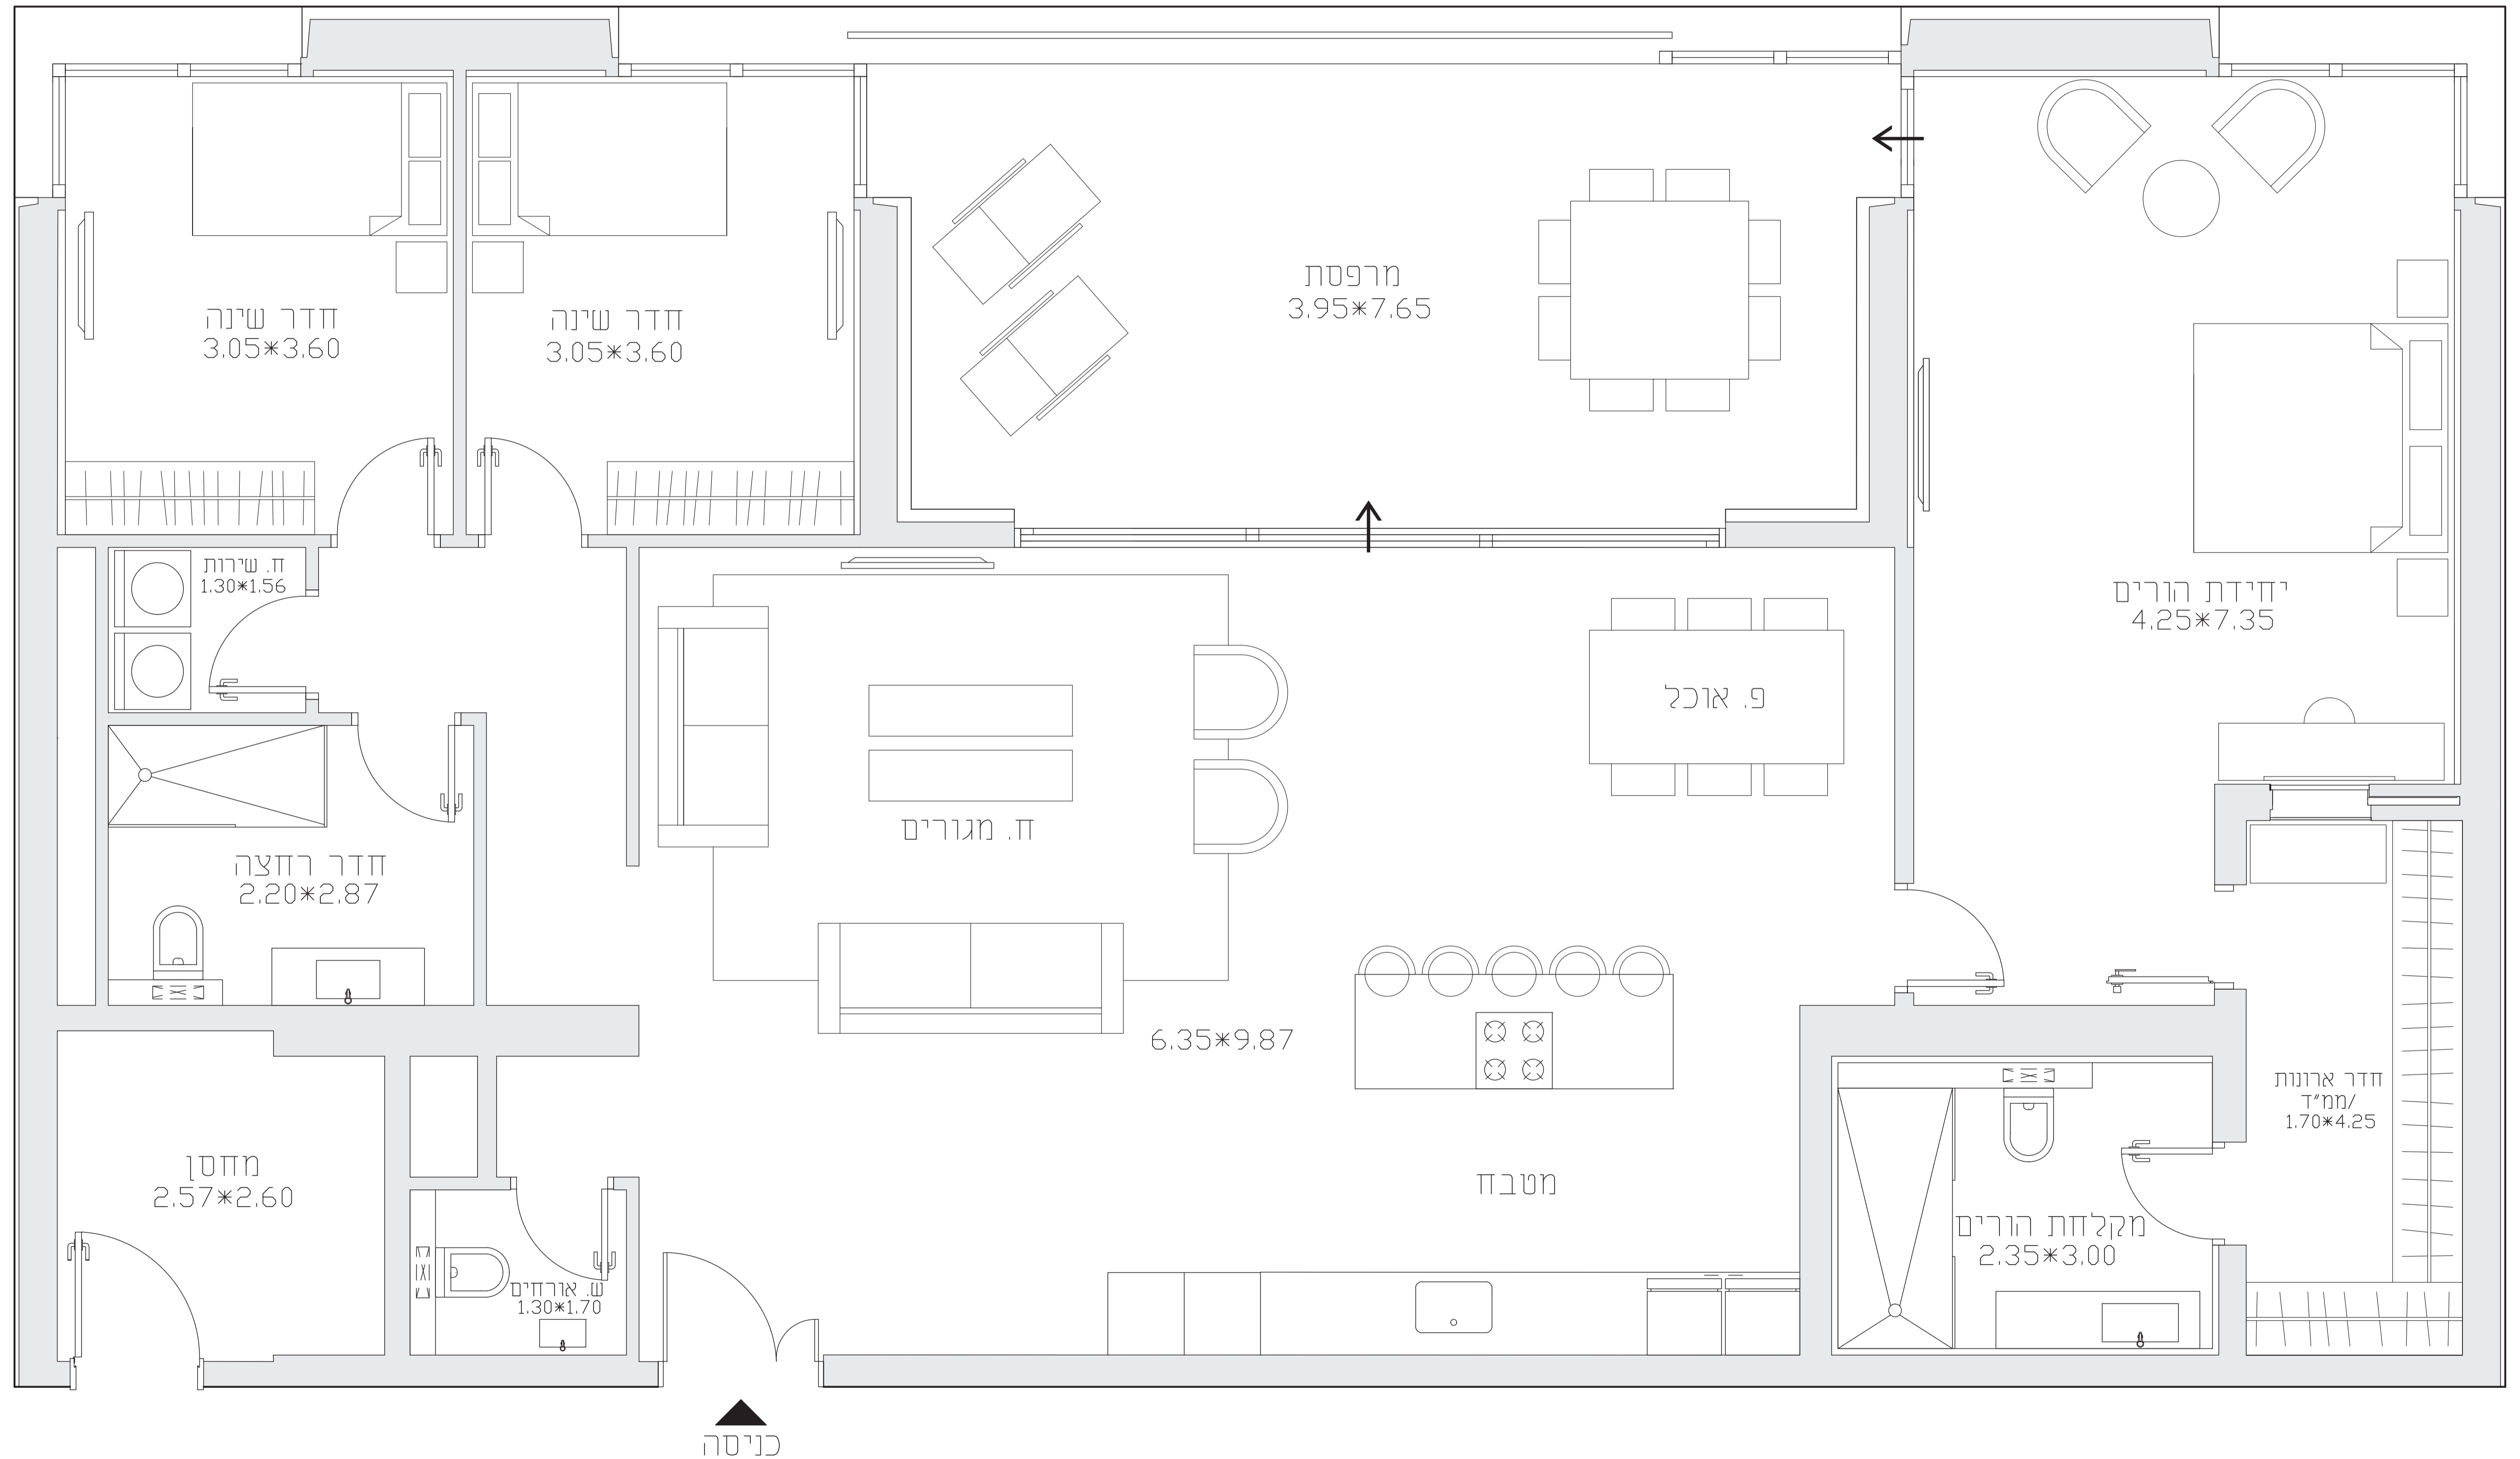 מרפסת
3.95*7.65
חדר שינה
3.05*3.60
חדר שינה
3.05*3.60
ח. שירות
1.30*1.56
יחידת הורים
4.25*7.35
פ. אוכל
ח. מגורים
חדר רחצה
2.20*2.87
6.35*9.87
חדר ארונות
/ממ"ד
1.70*4.25
מחסן
2.57*2.60
מטבח
מקלחת הורים
2.35*3.00
ש. אורחים
1.30*1.70
כניסה